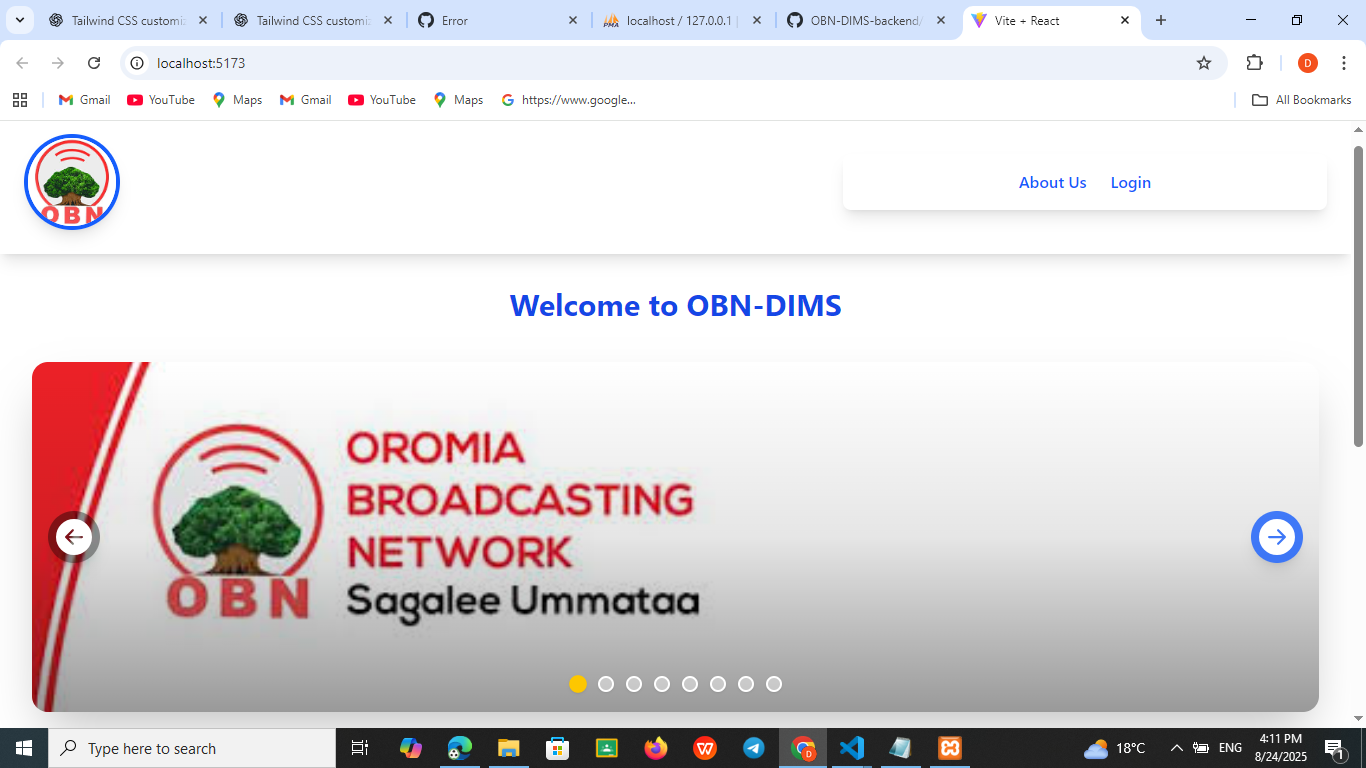 Tailwind CSS customiz
Tailwind CSS customiz
Error
localhost / 127.0.0.1 |
OBN-DIMS-backend/
Vite + React
localhost:5173
D
Gmail
YouTube
Maps
Gmail
YouTube
Maps
https://www.google...
All Bookmarks
OBN
About Us
Login
Welcome to OBN-DIMS
OROMIA
BROADCASTING
NETWORK
Sagalee Ummataa
OBN
Type here to search
18°C
ENG
4:11 PM
8/24/2025
1